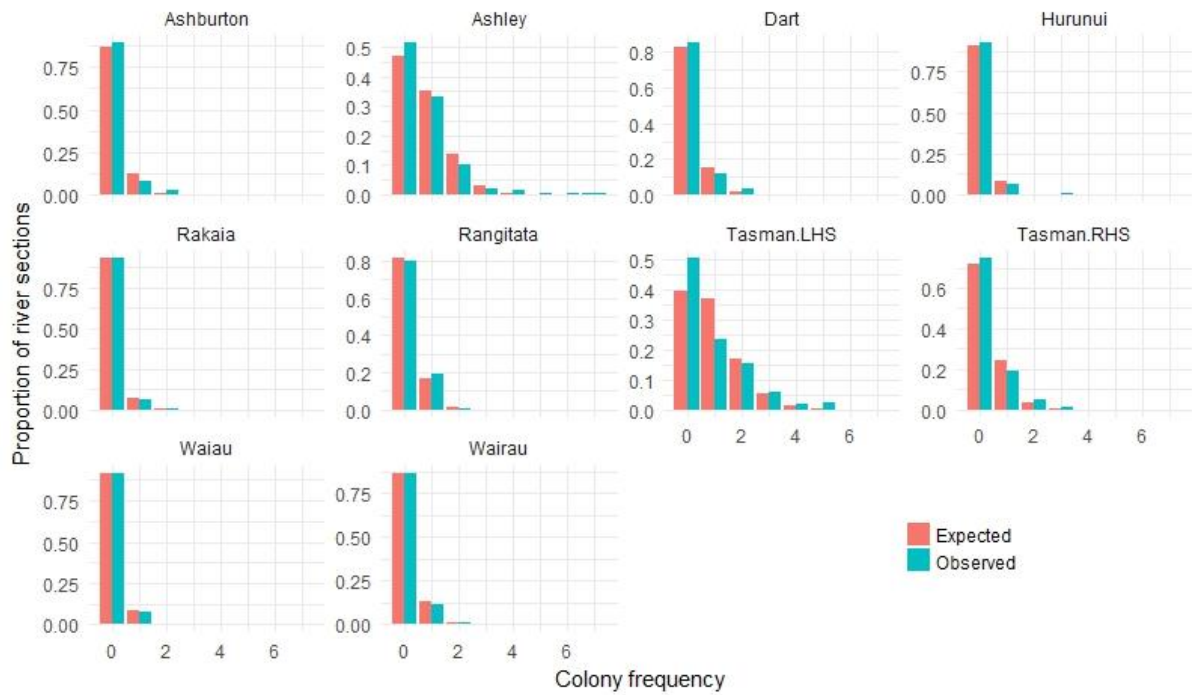 Ashburton
Ashley
Dart
Hurunui
0.75
0.50
0.25
0.00
0.5
0.4
0.3
0.2
0.1
0.0
0.8
0.6
0.4
0.2
0.0
0.75
0.50
0.25
0.00
Rakaia
Rangitata
Tasman.LHS
Tasman.RHS
0.75
0.50
0.25
0.00
0.8
0.6
0.4
0.2
0.0
0.5
0.4
0.3
0.2
0.1
0.0
0.6
0.4
0.2
0.0
0 2 4 6
0 2 4 6
Waiau
Wairau
0.75
0.50
0.25
0.00
0.75
0.50
0.25
0.00
0 2 4 6
0 2 4 6
Expected
Observed
Colony frequency
Proportion of river sections